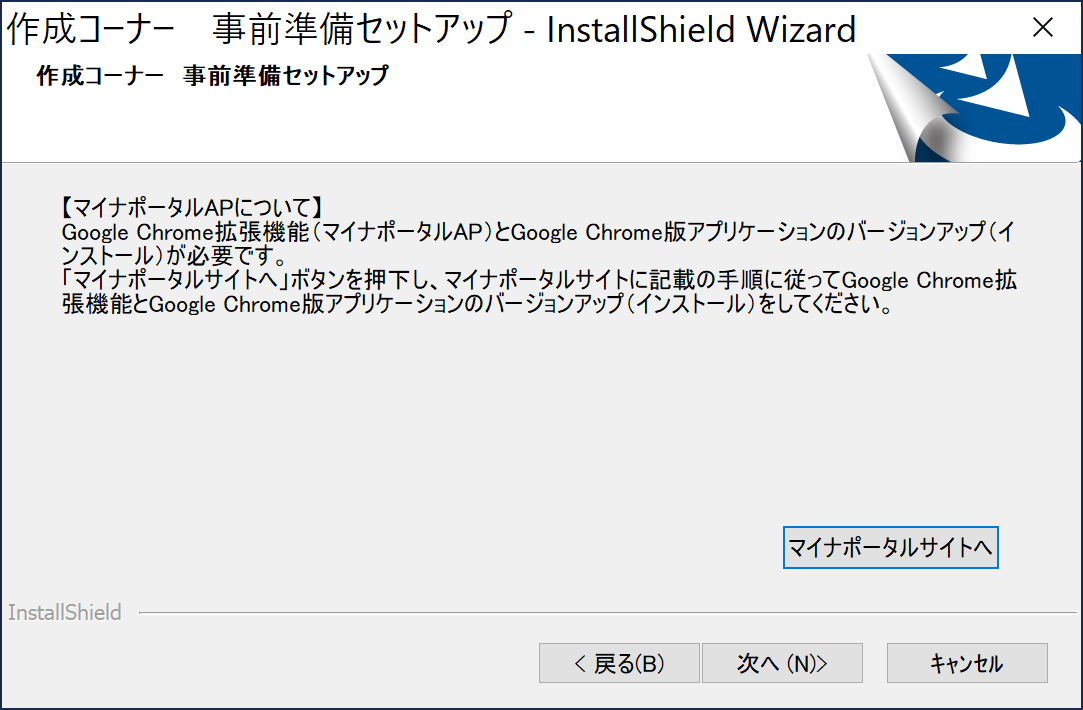 作成コーナー　事前準備セットアップ - InstallShield Wizard
作成コーナー　事前準備セットアップ
【マイナポータルAPについて】
Google Chrome拡張機能（マイナポータルAP）とGoogle Chrome版アプリケーションのバージョンアップ（イ
ンストール）が必要です。
「マイナポータルサイトへ」ボタンを押下し、マイナポータルサイトに記載の手順に従ってGoogle Chrome拡
張機能とGoogle Chrome版アプリケーションのバージョンアップ（インストール）をしてください。
マイナポータルサイトへ
InstallShield
< 戻る(B)
次へ (N)>
キャンセル